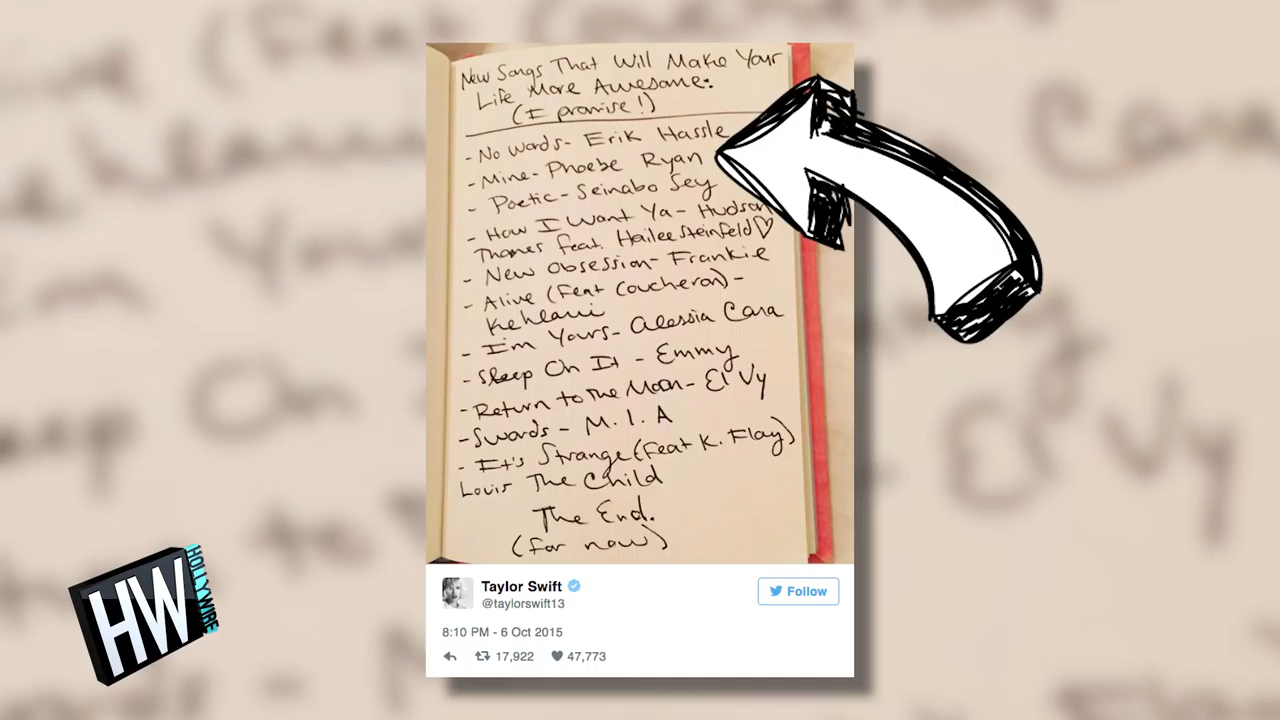 New Songs That Will Make Your
Life More Awesome:
(I promise!)
- No Words- Erik Hassle
- Mine- Phoebe Ryan
- Poetic- Seinabo Sey
- How I Want Ya- Hudson
Thames feat. Hailee Steinfeld♡
- New Obsession- Frankie
- Alive (Feat Coucheron)-
Kehlani
- I'm Yours- Alessia Cara
- Sleep On It - Emmy
- Return to the Moon- El Vy
- Swords - M.I.A
- It's Strange (Feat K. Flay)
Louis The Child
The End.
(for now)
Taylor Swift
@taylorswift13
Follow
8:10 PM - 6 Oct 2015
17,922 47,773
HW
HOLLYWIRE